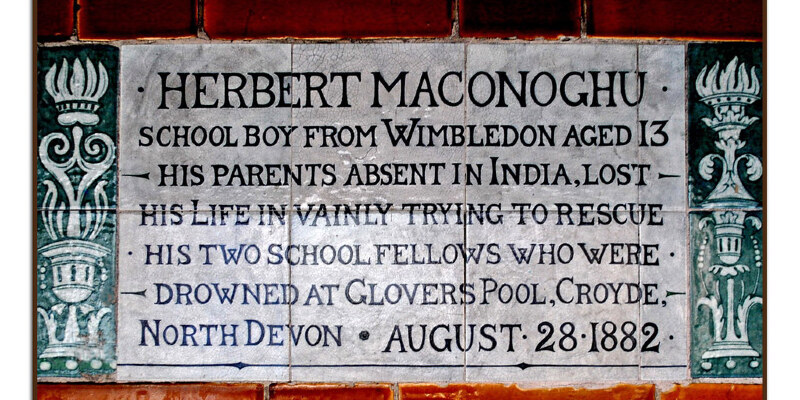 · HERBERT MACONOGHU ·
SCHOOL BOY FROM WIMBLEDON AGED 13
HIS PARENTS ABSENT IN INDIA, LOST
HIS LIFE IN VAINLY TRYING TO RESCUE
· HIS TWO SCHOOL FELLOWS WHO WERE ·
DROWNED AT GLOVERS POOL, CROYDE,
NORTH DEVON • AUGUST · 28 · 1882 ·